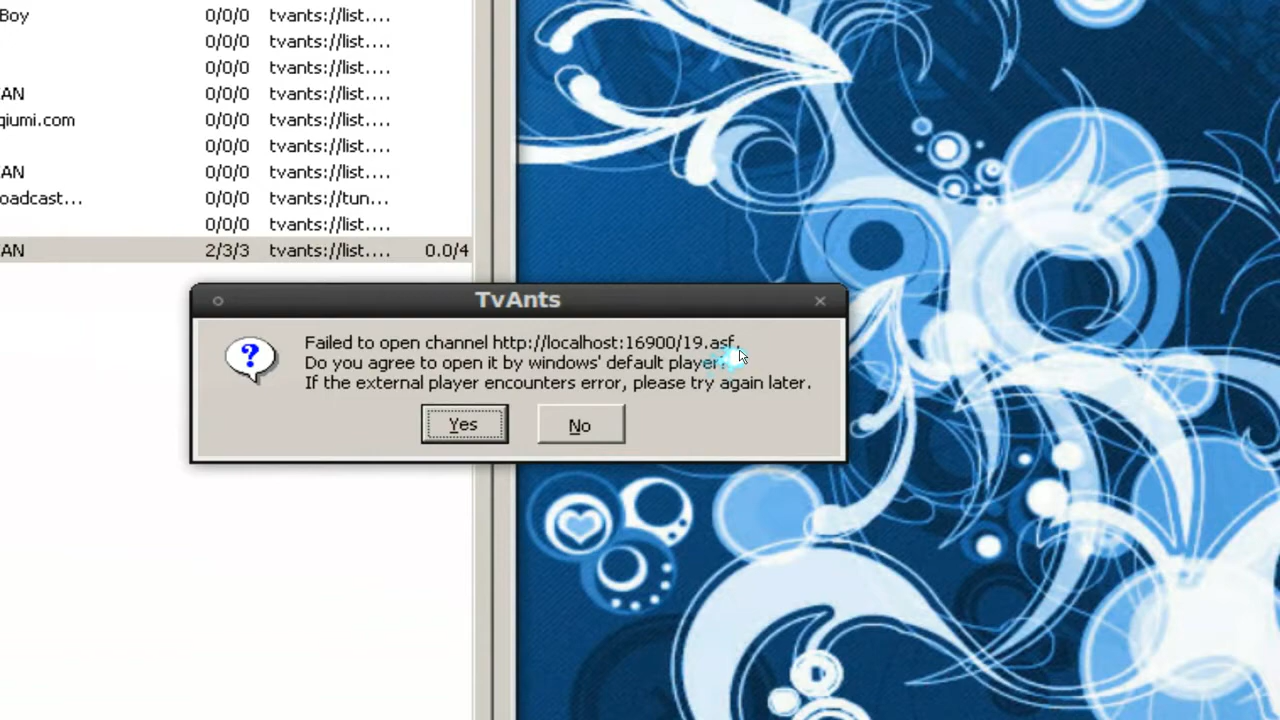 Boy 0/0/0 tvants://list....
0/0/0 tvants://list....
0/0/0 tvants://list....
AN 0/0/0 tvants://list....
qiumi.com 0/0/0 tvants://list....
0/0/0 tvants://list....
AN 0/0/0 tvants://list....
oadcast... 0/0/0 tvants://tun...
0/0/0 tvants://list....
AN 2/3/3 tvants://list.... 0.0/4
TvAnts
Failed to open channel http://localhost:16900/19.asf.
Do you agree to open it by windows' default player?
If the external player encounters error, please try again later.
Yes No